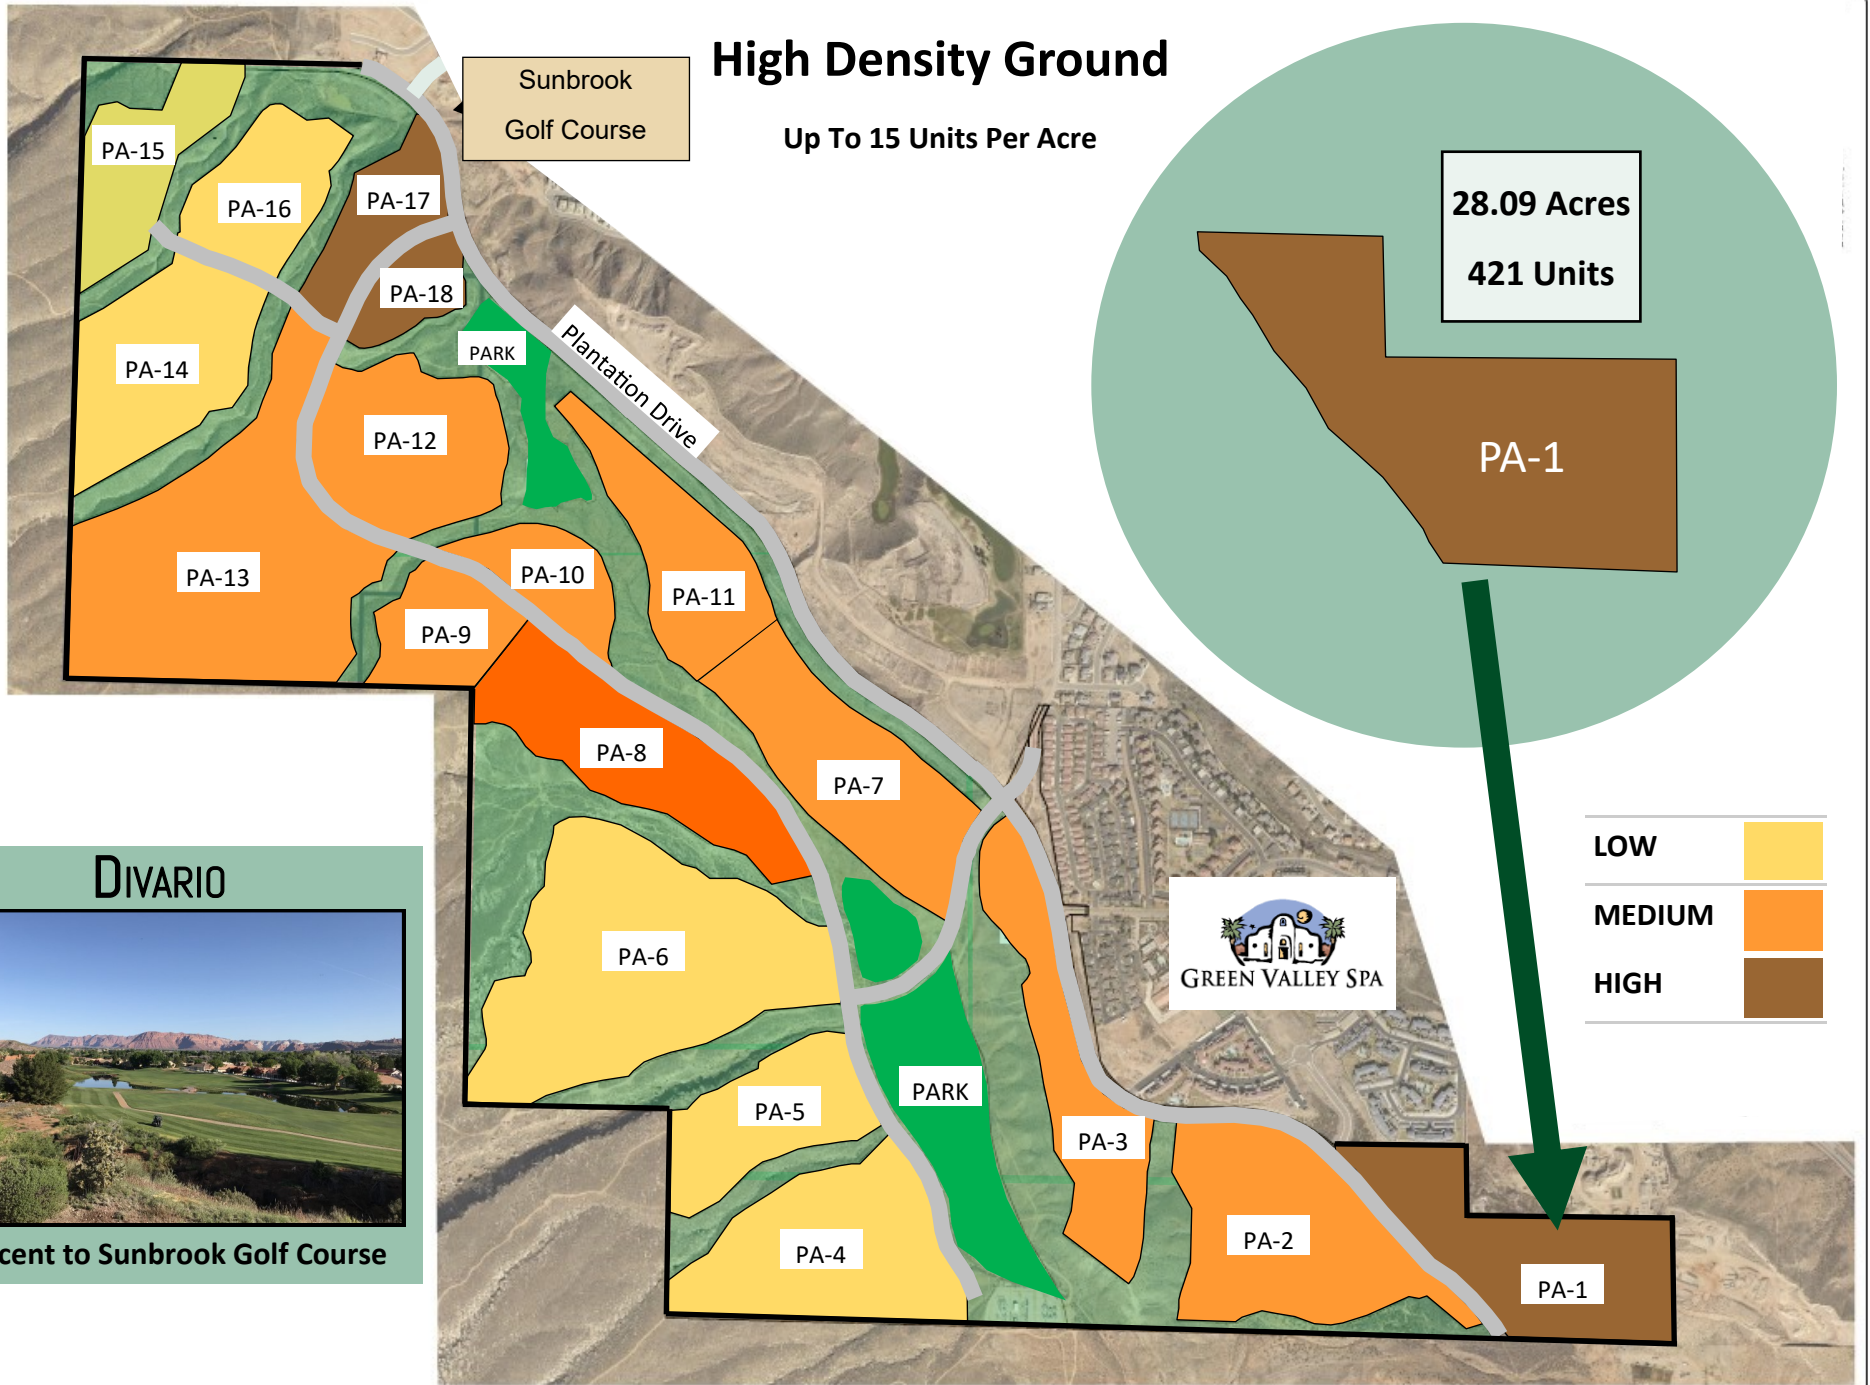 High Density Ground
Up To 15 Units Per Acre
Sunbrook
Golf Course
28.09 Acres
421 Units
PA-1
PA-15
PA-16
PA-17
PA-18
PARK
Plantation Drive
PA-14
PA-12
PA-13
PA-10
PA-11
PA-9
PA-8
PA-7
PA-6
PA-5
PARK
PA-3
PA-4
PA-2
PA-1
GREEN VALLEY SPA
LOW
MEDIUM
HIGH
DIVARIO
cent to Sunbrook Golf Course